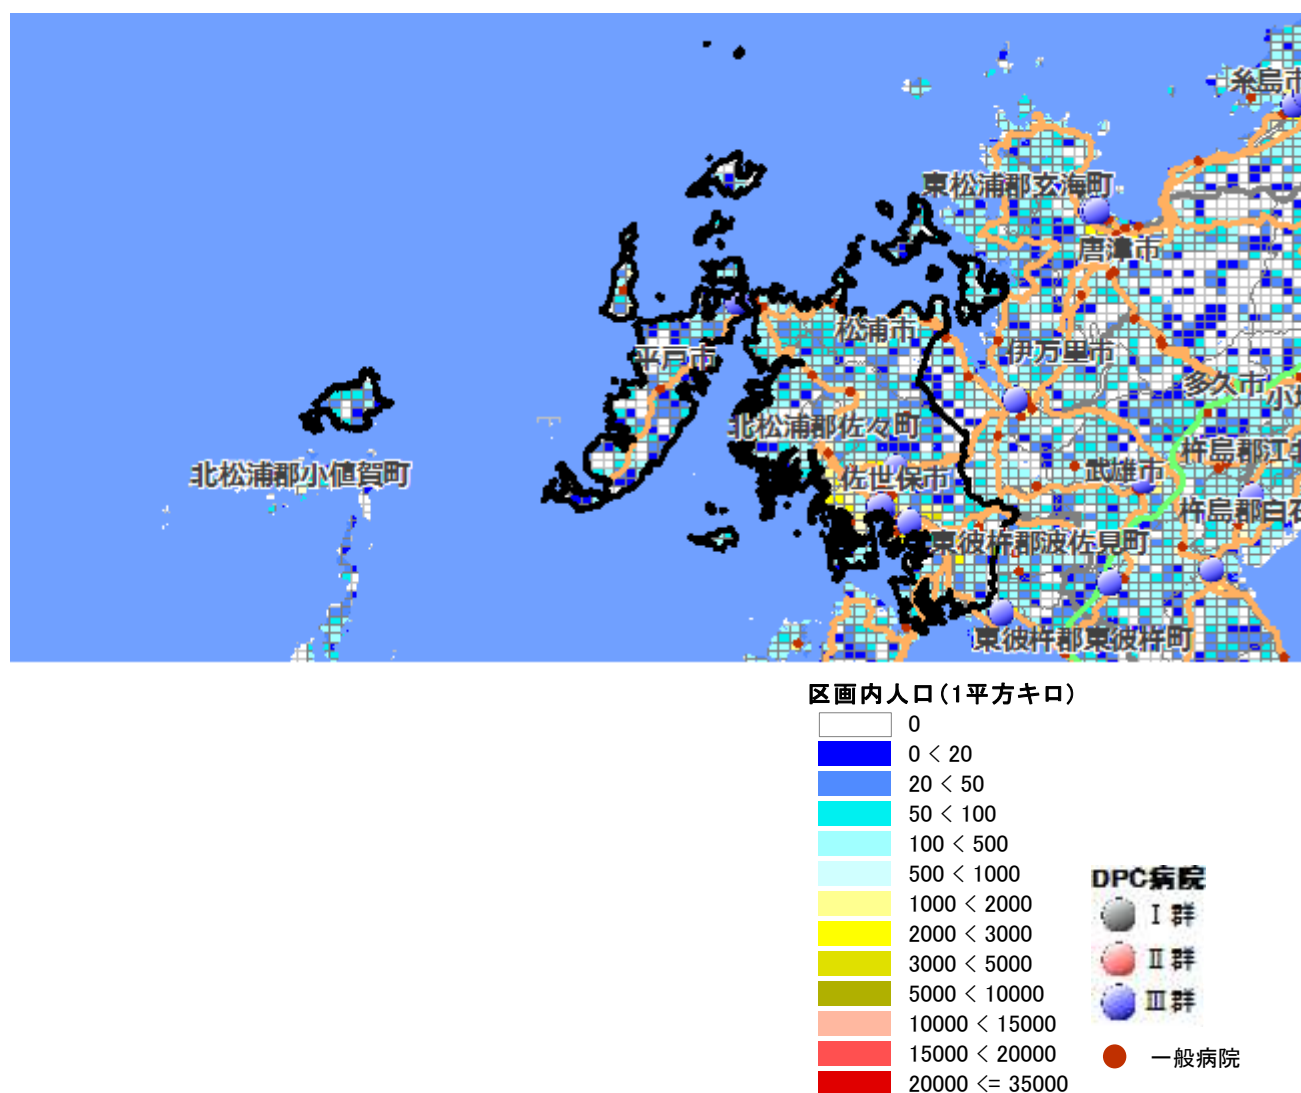 糸島市
東松浦郡玄海町
唐津市
松浦市
伊万里市
平戸市
多久市
北松浦郡佐々町
杵島郡江北
北松浦郡小値賀町
佐世保市
武雄市
杵島郡白石
東彼杵郡波佐見町
東彼杵郡東彼杵町
区画内人口(1平方キロ)
0
0 < 20
20 < 50
50 < 100
100 < 500
500 < 1000
1000 < 2000
2000 < 3000
3000 < 5000
5000 < 10000
10000 < 15000
15000 < 20000
20000 <= 35000
DPC病院
Ⅰ群
Ⅱ群
Ⅲ群
一般病院